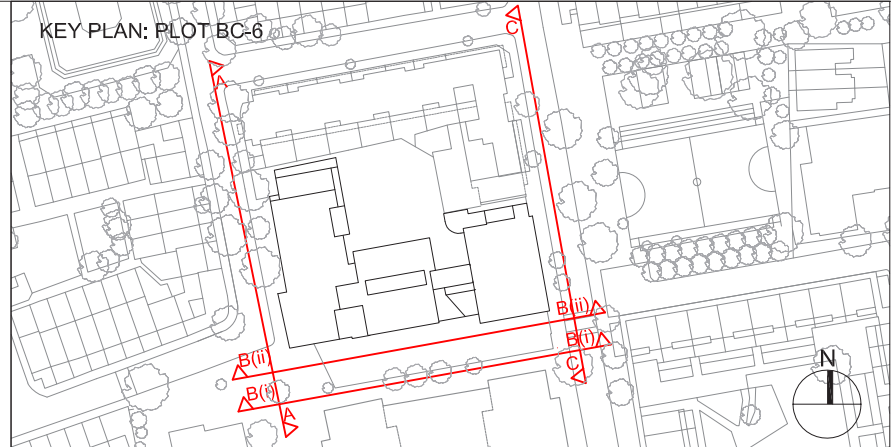 KEY PLAN: PLOT BC-6
C
A
B(ii)
B(i)
B(ii)
N
C
B(i)
A